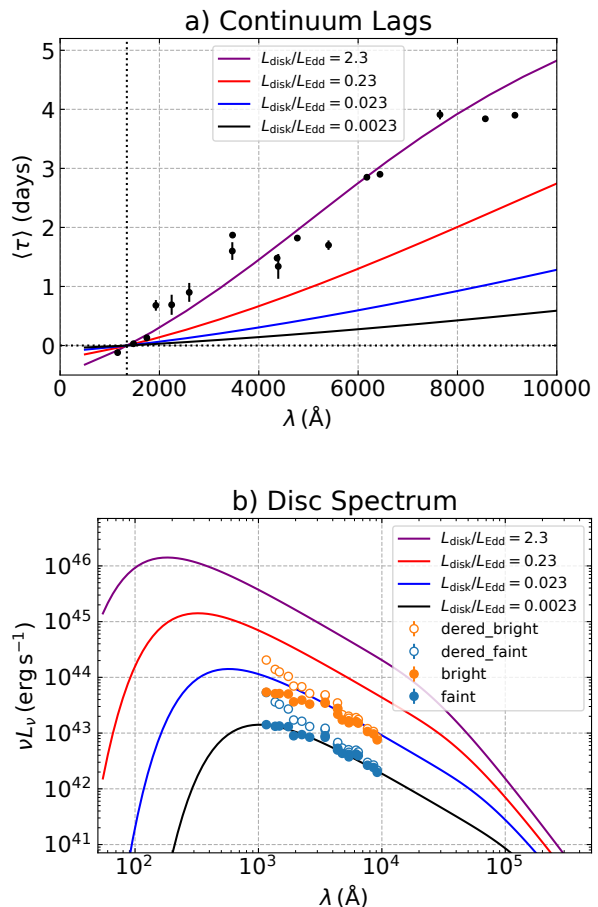 a) Continuum Lags
L_disk/L_Edd = 2.3
L_disk/L_Edd = 0.23
L_disk/L_Edd = 0.023
L_disk/L_Edd = 0.0023
5
4
3
2
1
0
⟨τ⟩ (days)
0 2000 4000 6000 8000 10000
λ (Å)
b) Disc Spectrum
L_disk/L_Edd = 2.3
L_disk/L_Edd = 0.23
L_disk/L_Edd = 0.023
L_disk/L_Edd = 0.0023
dered_bright
dered_faint
bright
faint
10^46
10^45
10^44
10^43
10^42
10^41
νL_ν (erg s^−1)
10^2 10^3 10^4 10^5
λ (Å)